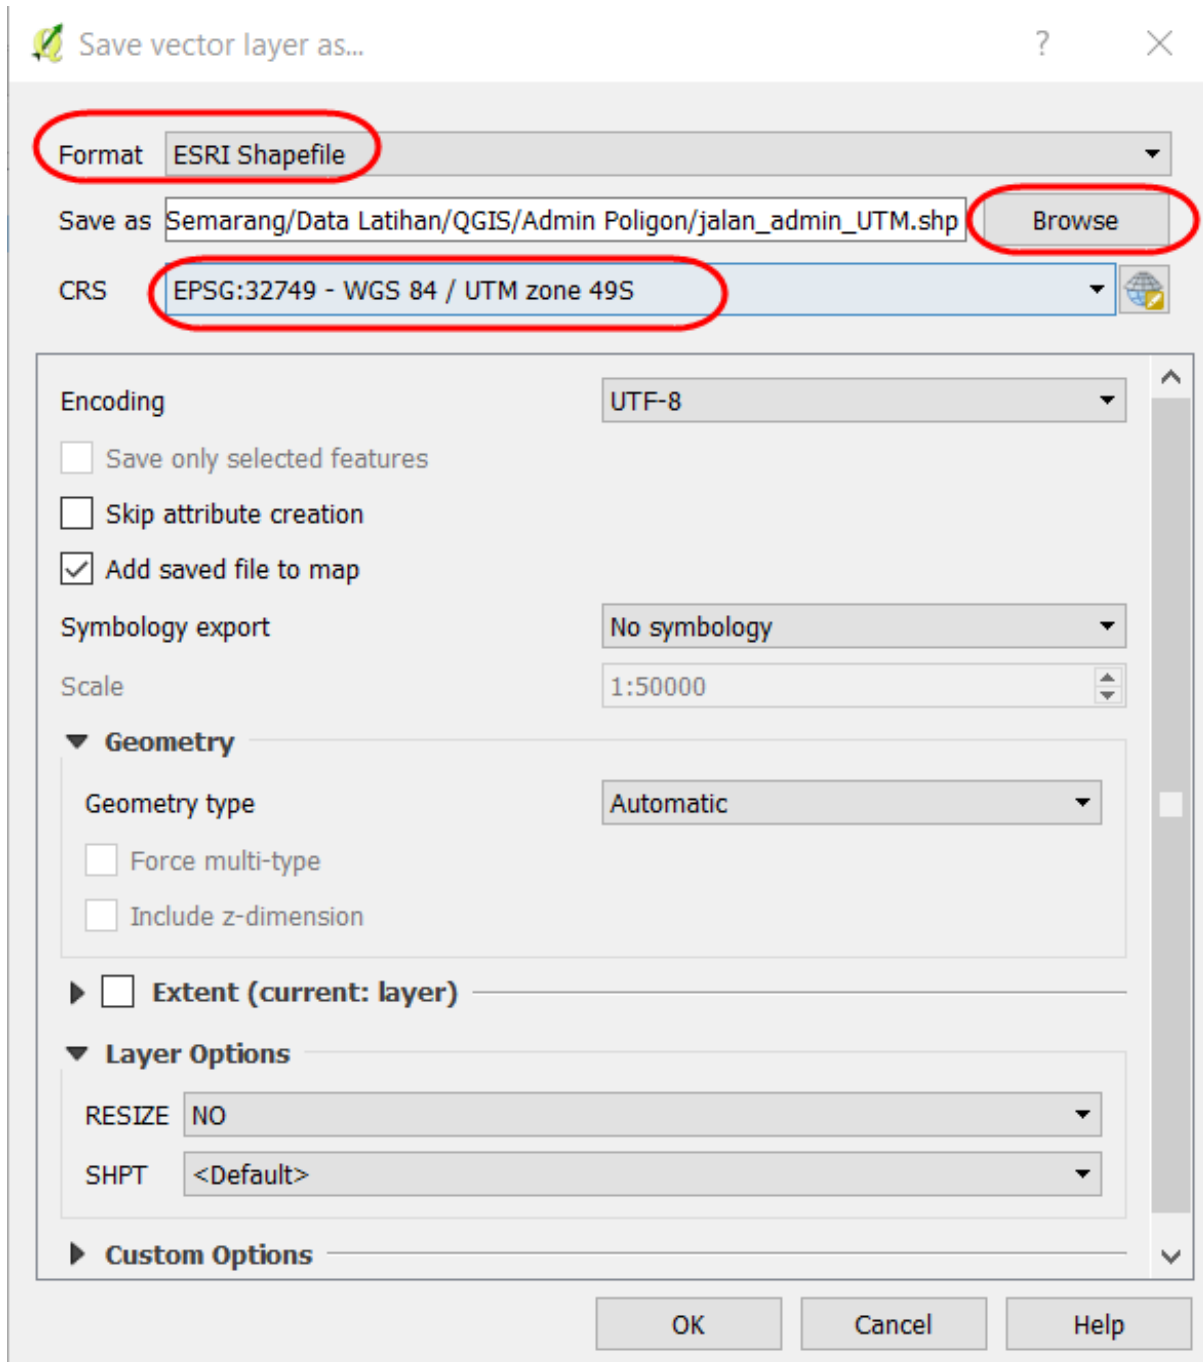 Save vector layer as...
Format ESRI Shapefile
Save as Semarang/Data Latihan/QGIS/Admin Poligon/jalan_admin_UTM.shp Browse
CRS EPSG:32749 - WGS 84 / UTM zone 49S
Encoding UTF-8
Save only selected features
Skip attribute creation
Add saved file to map
Symbology export No symbology
Scale 1:50000
Geometry
Geometry type Automatic
Force multi-type
Include z-dimension
Extent (current: layer)
Layer Options
RESIZE NO
SHPT <Default>
Custom Options
OK Cancel Help